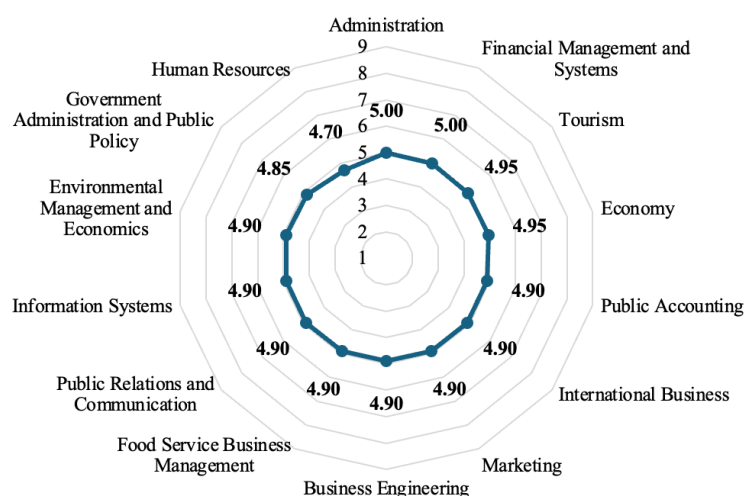 Administration
Financial Management and
Systems
Tourism
Economy
Public Accounting
International Business
Marketing
Business Engineering
Food Service Business
Management
Public Relations and
Communication
Information Systems
Environmental
Management and
Economics
Government
Administration and Public
Policy
Human Resources
9
8
7
6
5
4
3
2
1
5.00
5.00
4.95
4.95
4.90
4.90
4.90
4.90
4.90
4.90
4.90
4.90
4.85
4.70